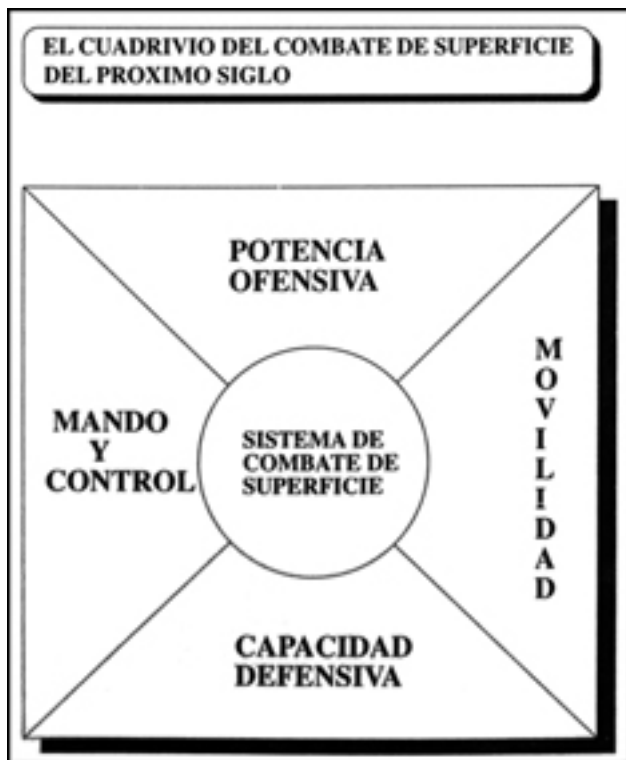 EL CUADRIVIO DEL COMBATE DE SUPERFICIE
DEL PROXIMO SIGLO
POTENCIA
OFENSIVA
MANDO
Y
CONTROL
SISTEMA DE
COMBATE DE
SUPERFICIE
MOVILIDAD
CAPACIDAD
DEFENSIVA